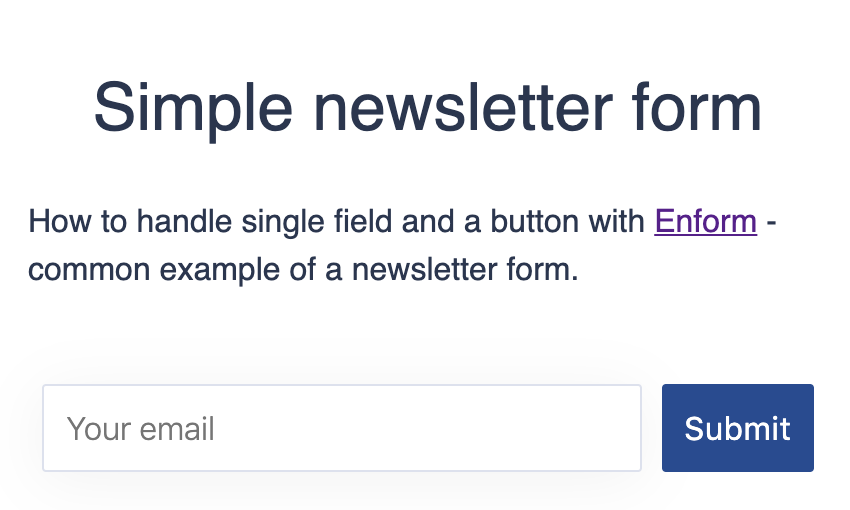 Simple newsletter form
How to handle single field and a button with Enform -
common example of a newsletter form.
Your email
Submit